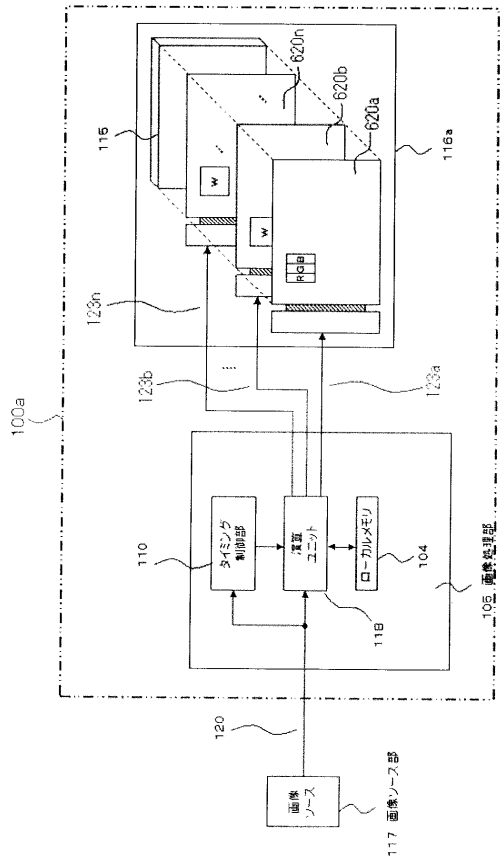 100a
115
W
620n
620b
620a
W
RGB
116a
123n
123b
123a
110
タイミング
制御部
演算
ユニット
118
ローカルメモリ
104
105 画像処理部
120
画像
ソース
117 画像ソース部